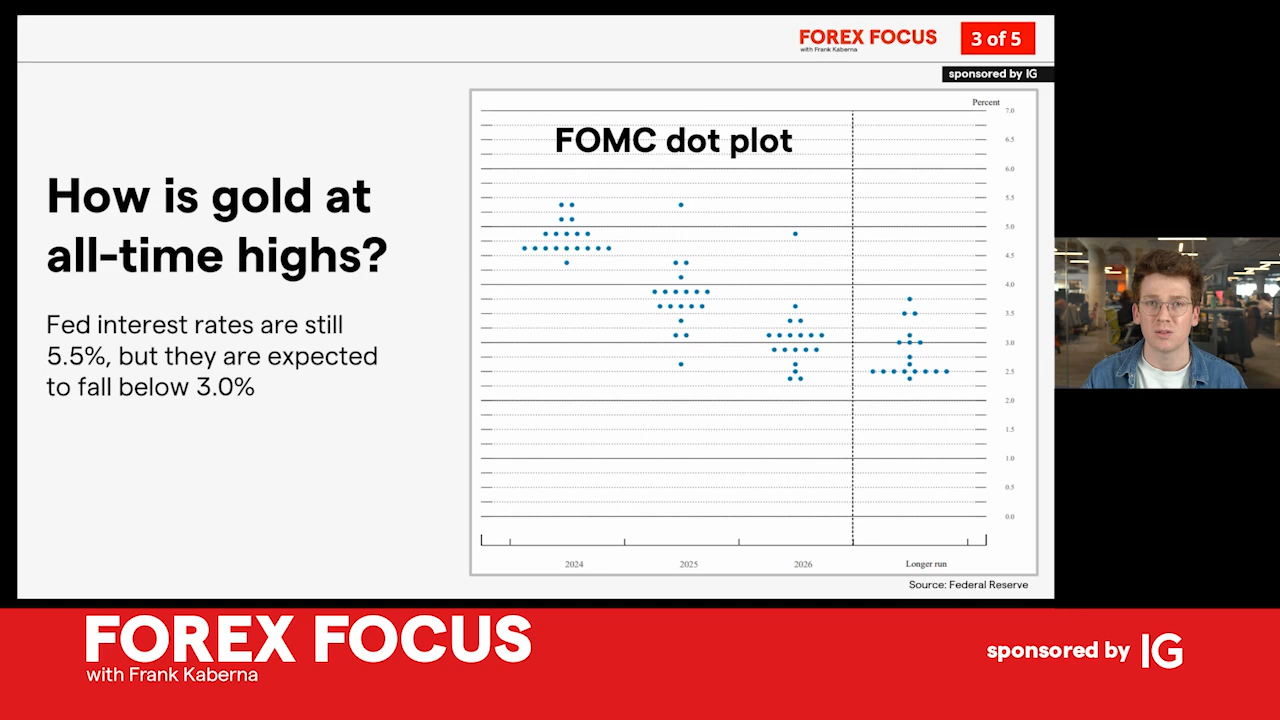 FOREX FOCUS
with Frank Kaberna
3 of 5
sponsored by IG
How is gold at
all-time highs?
Fed interest rates are still
5.5%, but they are expected
to fall below 3.0%
Percent
FOMC dot plot
7.0
6.5
6.0
5.5
5.0
4.5
4.0
3.5
3.0
2.5
2.0
1.5
1.0
0.5
0.0
2024 2025 2026 Longer run
Source: Federal Reserve
FOREX FOCUS
with Frank Kaberna
sponsored by IG